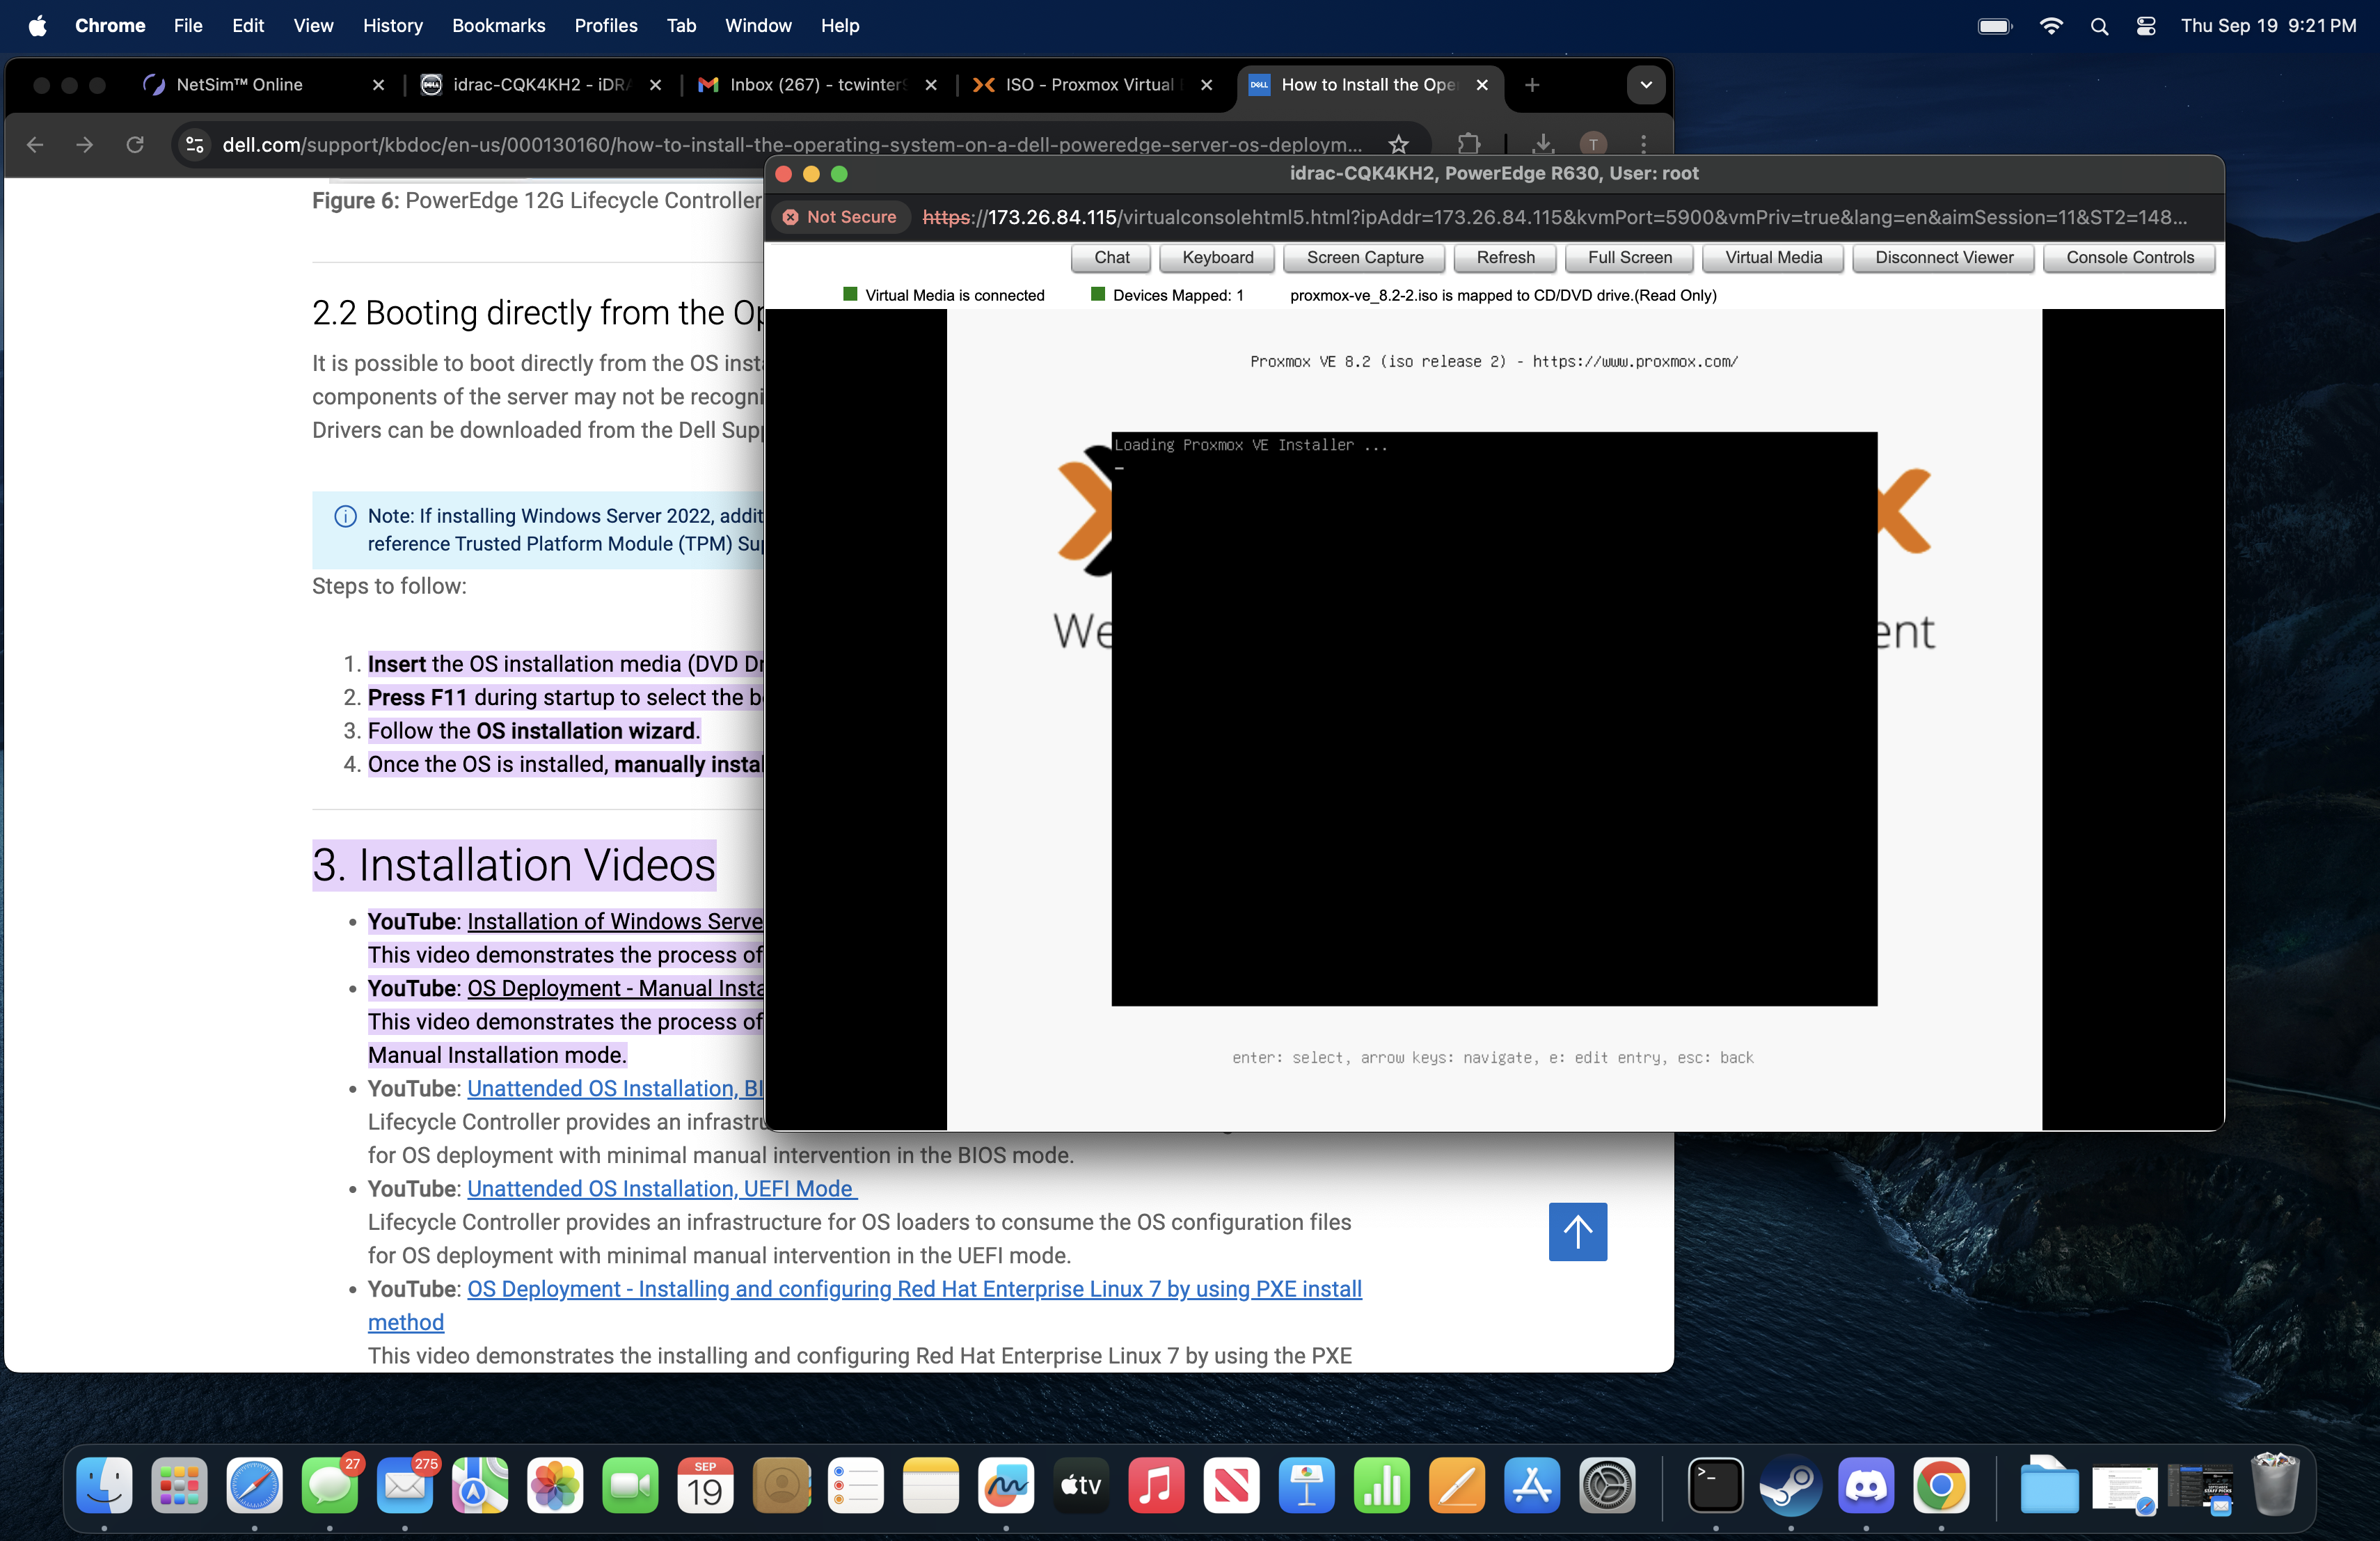 Chrome File Edit View History Bookmarks Profiles Tab Window Help
Thu Sep 19 9:21 PM
NetSim™ Online
idrac-CQK4KH2 - iDRA
Inbox (267) - tcwinters
ISO - Proxmox Virtual
How to Install the Ope
dell.com/support/kbdoc/en-us/000130160/how-to-install-the-operating-system-on-a-dell-poweredge-server-os-deploym...
T
Figure 6: PowerEdge 12G Lifecycle Controller
2.2 Booting directly from the Op
It is possible to boot directly from the OS inst
components of the server may not be recogni
Drivers can be downloaded from the Dell Sup
Note: If installing Windows Server 2022, addit
reference Trusted Platform Module (TPM) Su
Steps to follow:
1. Insert the OS installation media (DVD Dr
2. Press F11 during startup to select the b
3. Follow the OS installation wizard.
4. Once the OS is installed, manually instal
3. Installation Videos
• YouTube: Installation of Windows Serve
This video demonstrates the process of
• YouTube: OS Deployment - Manual Insta
This video demonstrates the process of
Manual Installation mode.
• YouTube: Unattended OS Installation, BI
Lifecycle Controller provides an infrastru
for OS deployment with minimal manual intervention in the BIOS mode.
• YouTube: Unattended OS Installation, UEFI Mode
Lifecycle Controller provides an infrastructure for OS loaders to consume the OS configuration files
for OS deployment with minimal manual intervention in the UEFI mode.
• YouTube: OS Deployment - Installing and configuring Red Hat Enterprise Linux 7 by using PXE install
method
This video demonstrates the installing and configuring Red Hat Enterprise Linux 7 by using the PXE
idrac-CQK4KH2, PowerEdge R630, User: root
Not Secure https://173.26.84.115/virtualconsolehtml5.html?ipAddr=173.26.84.115&kvmPort=5900&vmPriv=true&lang=en&aimSession=11&ST2=148...
Chat Keyboard Screen Capture Refresh Full Screen Virtual Media Disconnect Viewer Console Controls
Virtual Media is connected Devices Mapped: 1 proxmox-ve_8.2-2.iso is mapped to CD/DVD drive.(Read Only)
Proxmox VE 8.2 (iso release 2) - https://www.proxmox.com/
Loading Proxmox VE Installer ...
We
ent
enter: select, arrow keys: navigate, e: edit entry, esc: back
27
275
SEP
19
tv